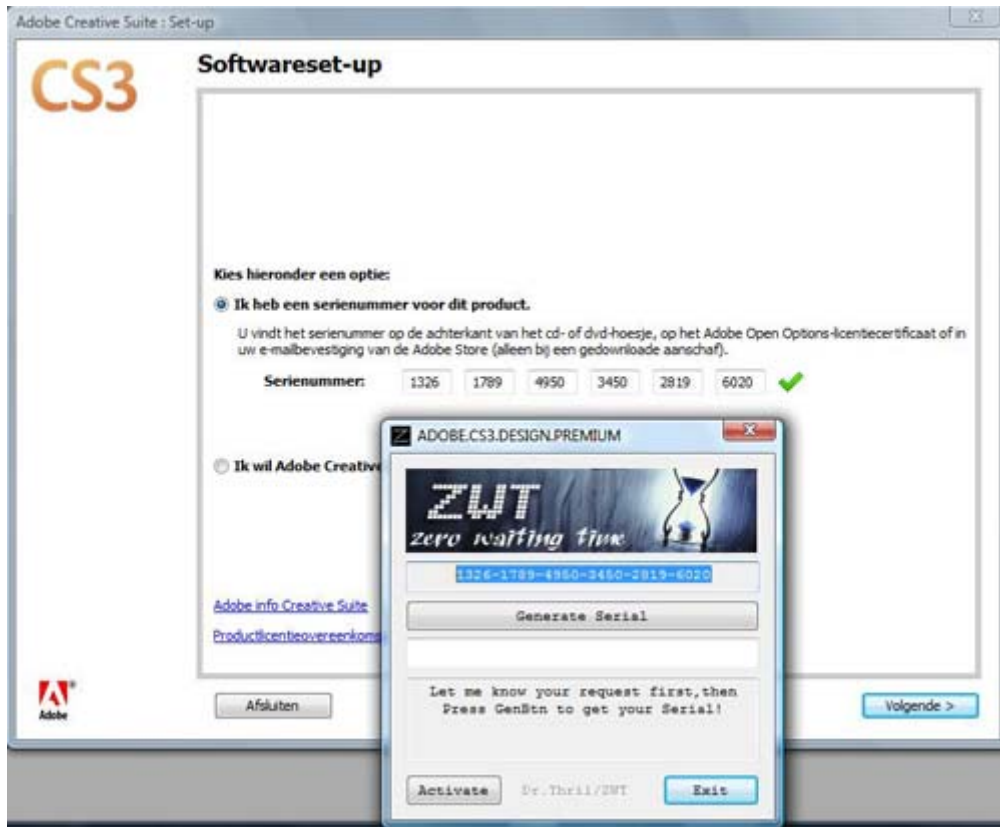 Adobe Creative Suite : Set-up
CS3
Softwareset-up
Kies hieronder een optie:
Ik heb een serienummer voor dit product.
U vindt het serienummer op de achterkant van het cd- of dvd-hoesje, op het Adobe Open Options-licentiecertificaat of in
uw e-mailbevestiging van de Adobe Store (alleen bij een gedownloade aanschaf).
Serienummer: 1326 1789 4950 3450 2819 6020
Ik wil Adobe Creative
Adobe info Creative Suite
Productlicentieovereenkoms
Adobe
Afsluiten
Volgende >
ADOBE.CS3.DESIGN.PREMIUM
ZWT
zero waiting time
1326-1789-4950-3450-2819-6020
Generate Serial
Let me know your request first,then
Press GenBtn to get your Serial!
Activate
Dr.Thril/ZWT
Exit